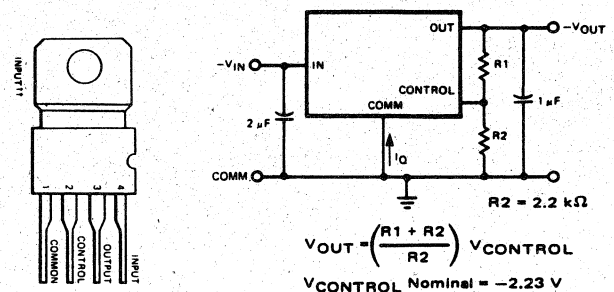 INPUT††
1 2 3 4
COMMON
CONTROL
OUTPUT
INPUT
OUT
-VOUT
R1
-VIN
IN
CONTROL
COMM
1 µF
2 µF
R2
IQ
COMM.
R2 = 2.2 kΩ
VOUT = (R1 + R2 / R2) VCONTROL
VCONTROL Nominal = -2.23 V